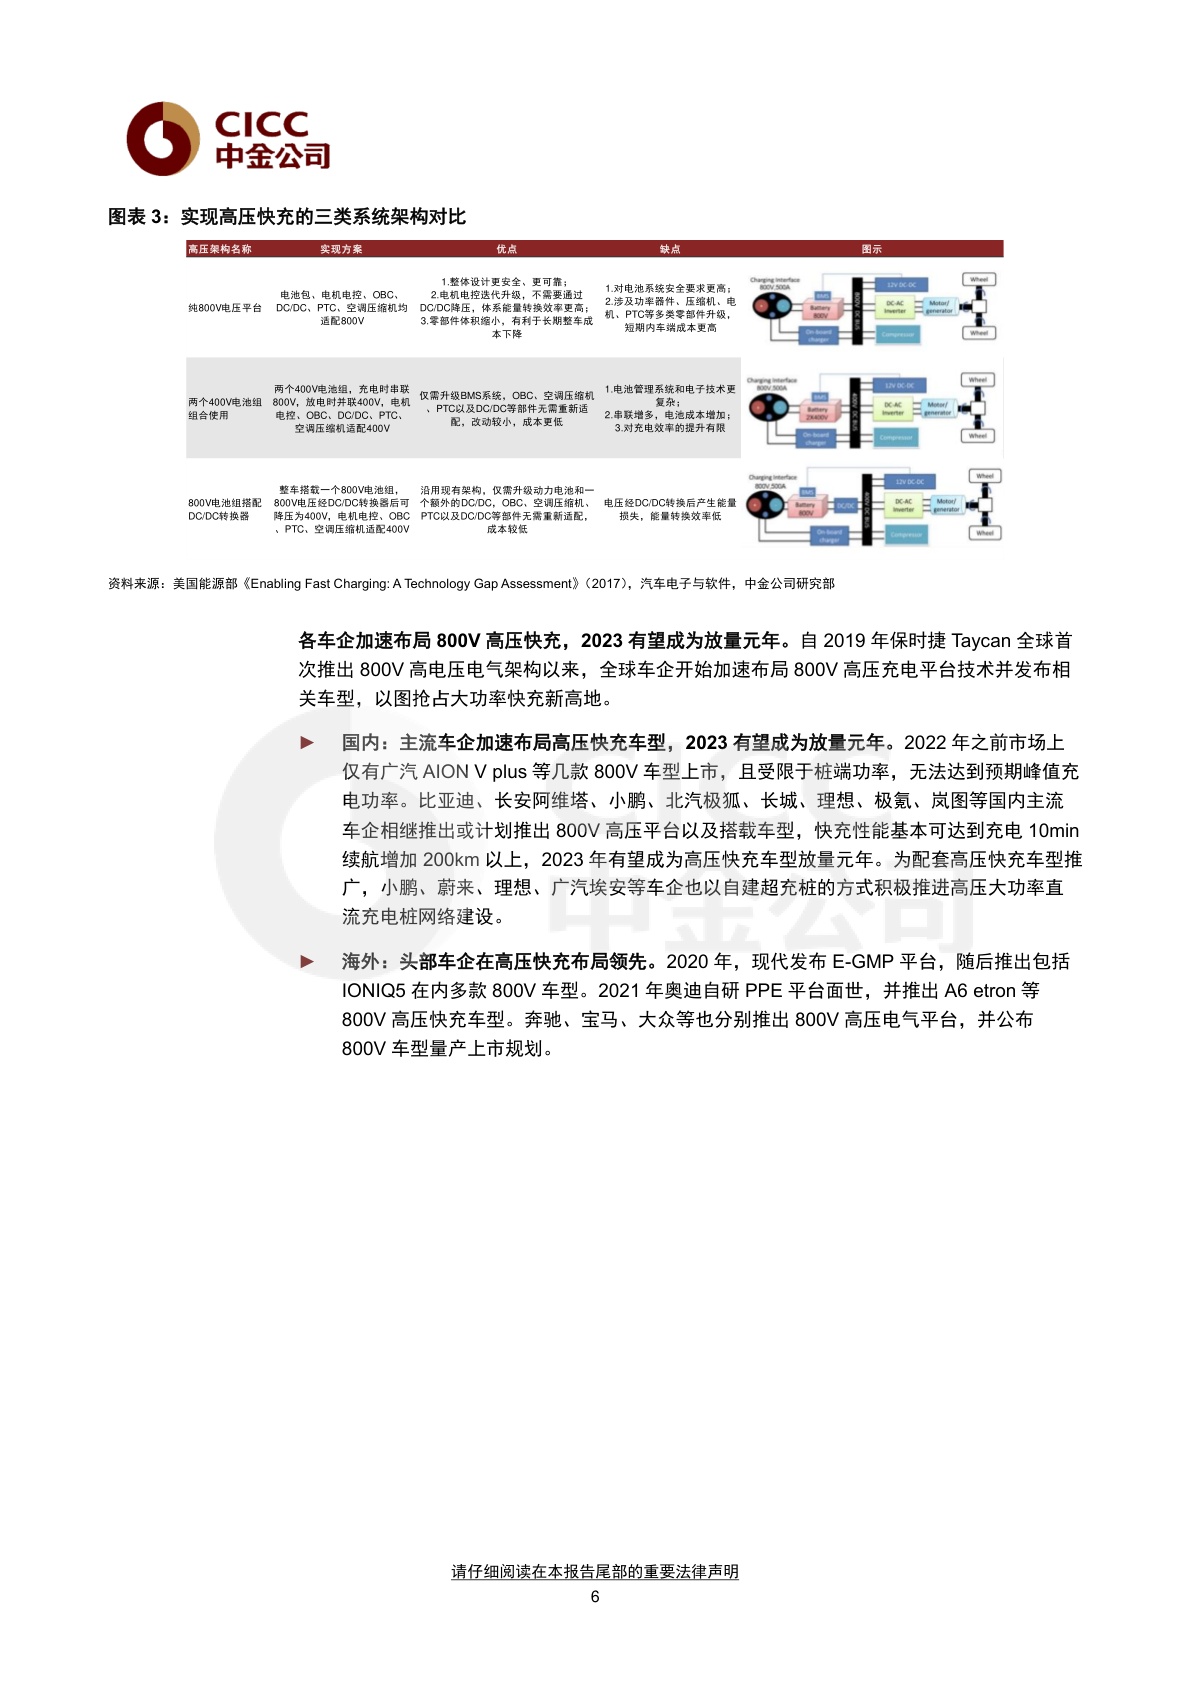 CICC
中金公司
图表 3：实现高压快充的三类系统架构对比
高压架构名称 实现方案 优点 缺点 图示
纯800V电压平台
电池包、电机电控、OBC、
DC/DC、PTC、空调压缩机均
适配800V
1.整体设计更安全、更可靠；
2.电机电控迭代升级，不需要通过
DC/DC降压，体系能量转换效率更高；
3.零部件体积缩小，有利于长期整车成
本下降
1.对电池系统安全要求更高；
2.涉及功率器件、压缩机、电
机、PTC等多类零部件升级，
短期内车端成本更高
Charging Interface
800V,500A
BMS
Battery
800V
On-board
charger
800V DC BUS
12V DC-DC
DC-AC
Inverter
Compressor
Motor/
generator
Wheel
Wheel
两个400V电池组
组合使用
两个400V电池组，充电时串联
800V，放电时并联400V，电机
电控、OBC、DC/DC、PTC、
空调压缩机适配400V
仅需升级BMS系统，OBC、空调压缩机
、PTC以及DC/DC等部件无需重新适
配，改动较小，成本更低
1.电池管理系统和电子技术更
复杂；
2.串联增多，电池成本增加；
3.对充电效率的提升有限
Charging Interface
800V,500A
BMS
Battery
2X400V
On-board
charger
400V DC BUS
12V DC-DC
DC-AC
Inverter
Compressor
Motor/
generator
Wheel
Wheel
800V电池组搭配
DC/DC转换器
整车搭载一个800V电池组，
800V电压经DC/DC转换器后可
降压为400V，电机电控、OBC
、PTC、空调压缩机适配400V
沿用现有架构，仅需升级动力电池和一
个额外的DC/DC，OBC、空调压缩机、
PTC以及DC/DC等部件无需重新适配，
成本较低
电压经DC/DC转换后产生能量
损失，能量转换效率低
Charging Interface
800V,500A
BMS
Battery
800V
DC/DC
On-board
charger
400V DC BUS
12V DC-DC
DC-AC
Inverter
Compressor
Motor/
generator
Wheel
Wheel
资料来源：美国能源部《Enabling Fast Charging: A Technology Gap Assessment》（2017），汽车电子与软件，中金公司研究部
各车企加速布局 800V 高压快充，2023 有望成为放量元年。自 2019 年保时捷 Taycan 全球首
次推出 800V 高电压电气架构以来，全球车企开始加速布局 800V 高压充电平台技术并发布相
关车型，以图抢占大功率快充新高地。
► 国内：主流车企加速布局高压快充车型，2023 有望成为放量元年。2022 年之前市场上
仅有广汽 AION V plus 等几款 800V 车型上市，且受限于桩端功率，无法达到预期峰值充
电功率。比亚迪、长安阿维塔、小鹏、北汽极狐、长城、理想、极氪、岚图等国内主流
车企相继推出或计划推出 800V 高压平台以及搭载车型，快充性能基本可达到充电 10min
续航增加 200km 以上，2023 年有望成为高压快充车型放量元年。为配套高压快充车型推
广，小鹏、蔚来、理想、广汽埃安等车企也以自建超充桩的方式积极推进高压大功率直
流充电桩网络建设。
► 海外：头部车企在高压快充布局领先。2020 年，现代发布 E-GMP 平台，随后推出包括
IONIQ5 在内多款 800V 车型。2021 年奥迪自研 PPE 平台面世，并推出 A6 etron 等
800V 高压快充车型。奔驰、宝马、大众等也分别推出 800V 高压电气平台，并公布
800V 车型量产上市规划。
CICC
中金公司
请仔细阅读在本报告尾部的重要法律声明
6